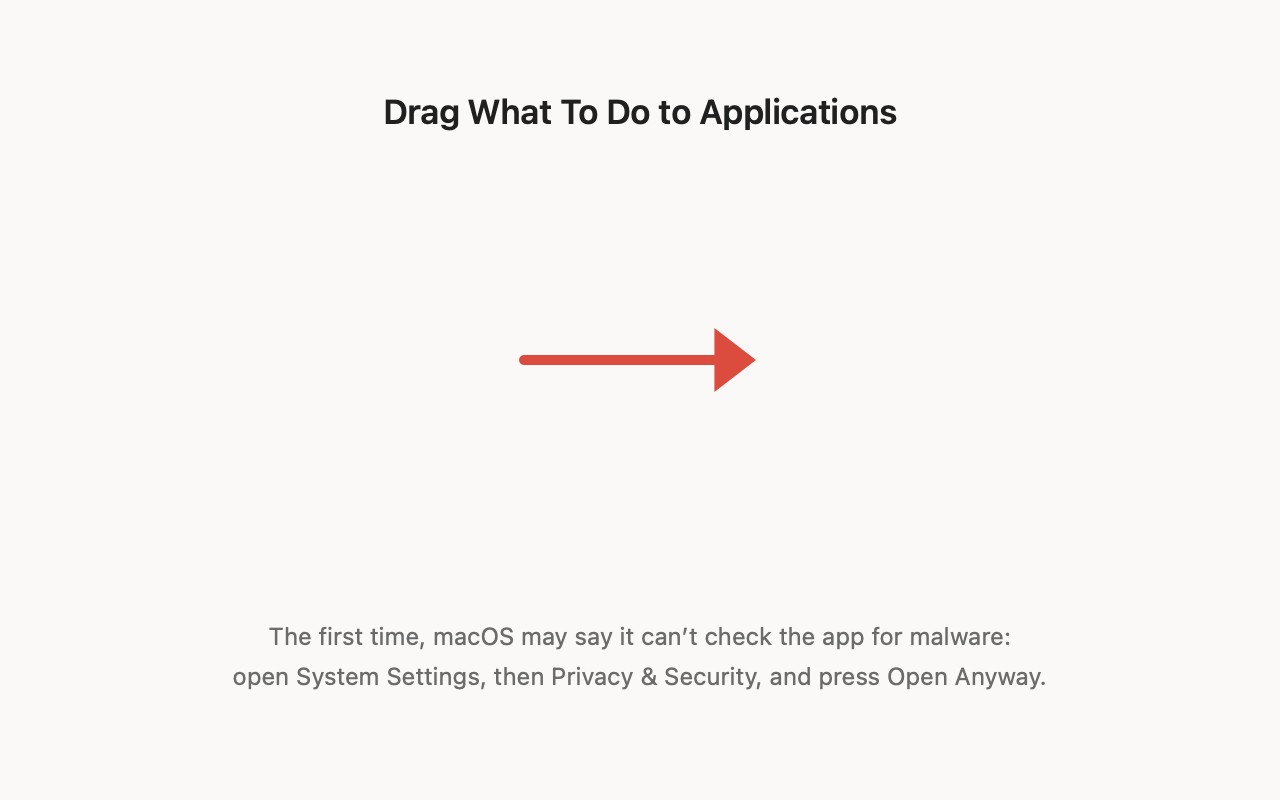 Drag What To Do to Applications
The first time, macOS may say it can’t check the app for malware:
open System Settings, then Privacy & Security, and press Open Anyway.